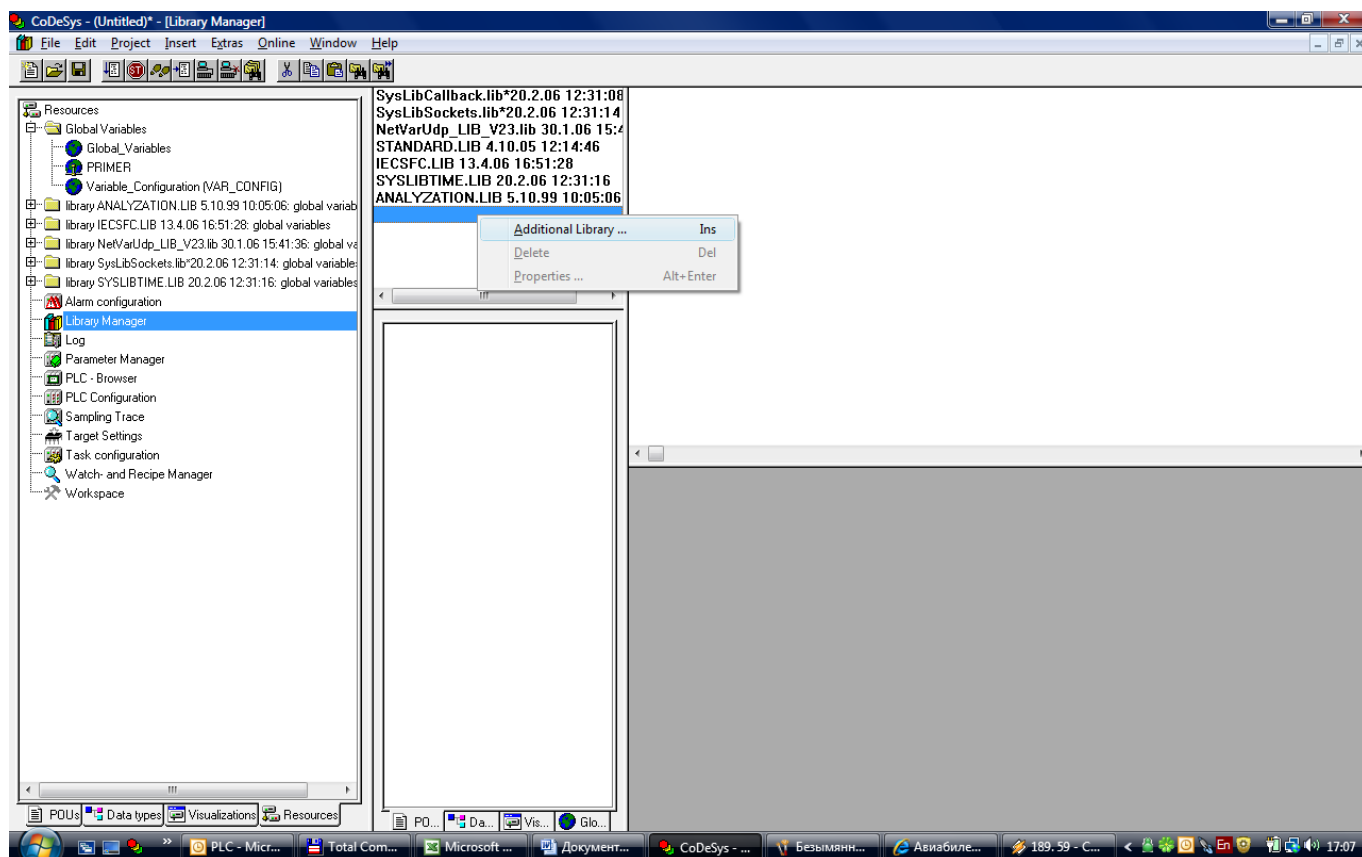 CoDeSys - (Untitled)* - [Library Manager]
File Edit Project Insert Extras Online Window Help
Resources
Global Variables
Global_Variables
PRIMER
Variable_Configuration (VAR_CONFIG)
library ANALYZATION.LIB 5.10.99 10:05:06: global variab
library IECSFC.LIB 13.4.06 16:51:28: global variables
library NetVarUdp_LIB_V23.lib 30.1.06 15:41:36: global va
library SysLibSockets.lib*20.2.06 12:31:14: global variable
library SYSLIBTIME.LIB 20.2.06 12:31:16: global variables
Alarm configuration
Library Manager
Log
Parameter Manager
PLC - Browser
PLC Configuration
Sampling Trace
Target Settings
Task configuration
Watch- and Recipe Manager
Workspace
SysLibCallback.lib*20.2.06 12:31:08
SysLibSockets.lib*20.2.06 12:31:14
NetVarUdp_LIB_V23.lib 30.1.06 15:4
STANDARD.LIB 4.10.05 12:14:46
IECSFC.LIB 13.4.06 16:51:28
SYSLIBTIME.LIB 20.2.06 12:31:16
ANALYZATION.LIB 5.10.99 10:05:06
Additional Library ... Ins
Delete Del
Properties ... Alt+Enter
POUs Data types Visualizations Resources
PO... Da... Vis... Glo...
» PLC - Micr... Total Com... Microsoft ... Документ... CoDeSys - ... Безымянн... Авиабиле... 189. 59 - C... En 17:07